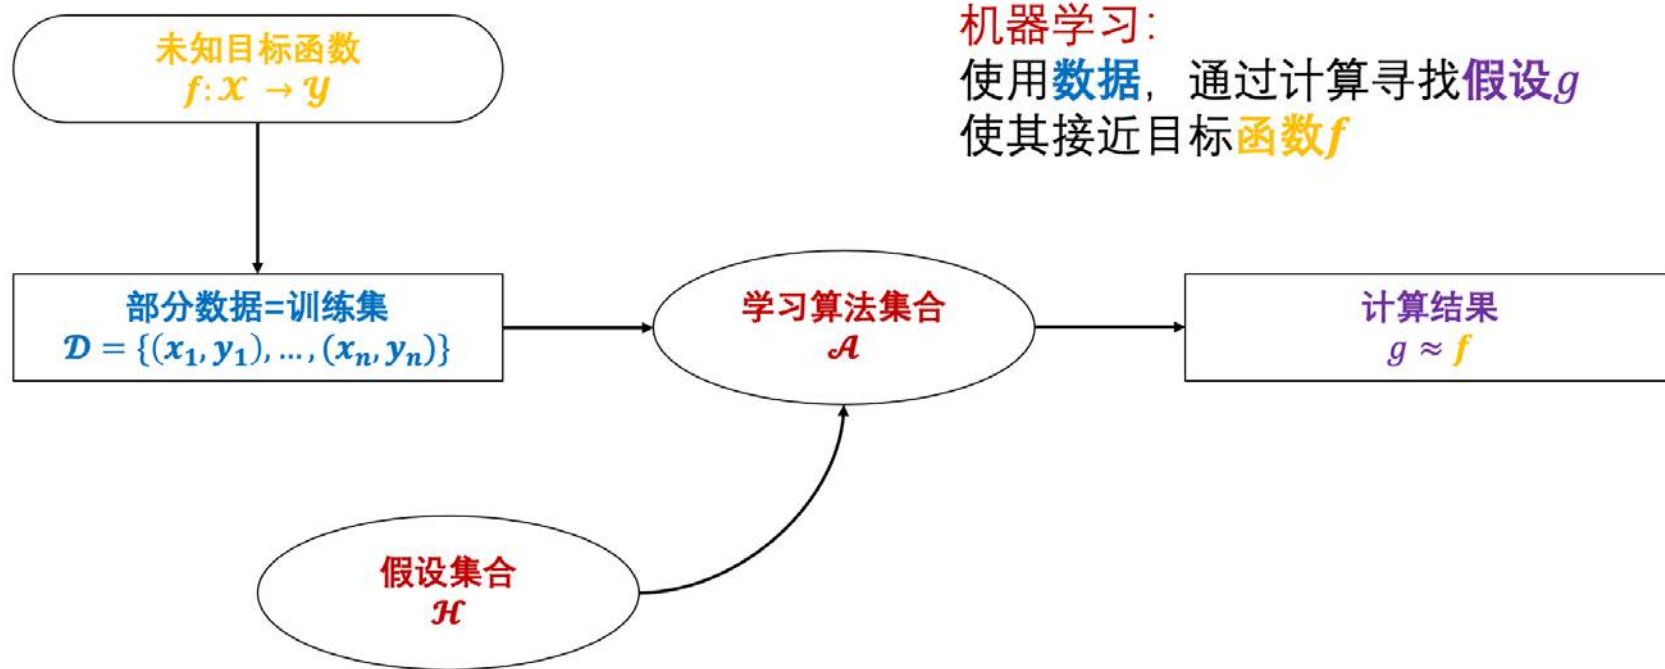 未知目标函数
f: X → Y
机器学习:
使用数据，通过计算寻找假设g
使其接近目标函数f
部分数据=训练集
D = {(x₁, y₁), ..., (xₙ, yₙ)}
学习算法集合
A
计算结果
g ≈ f
假设集合
H